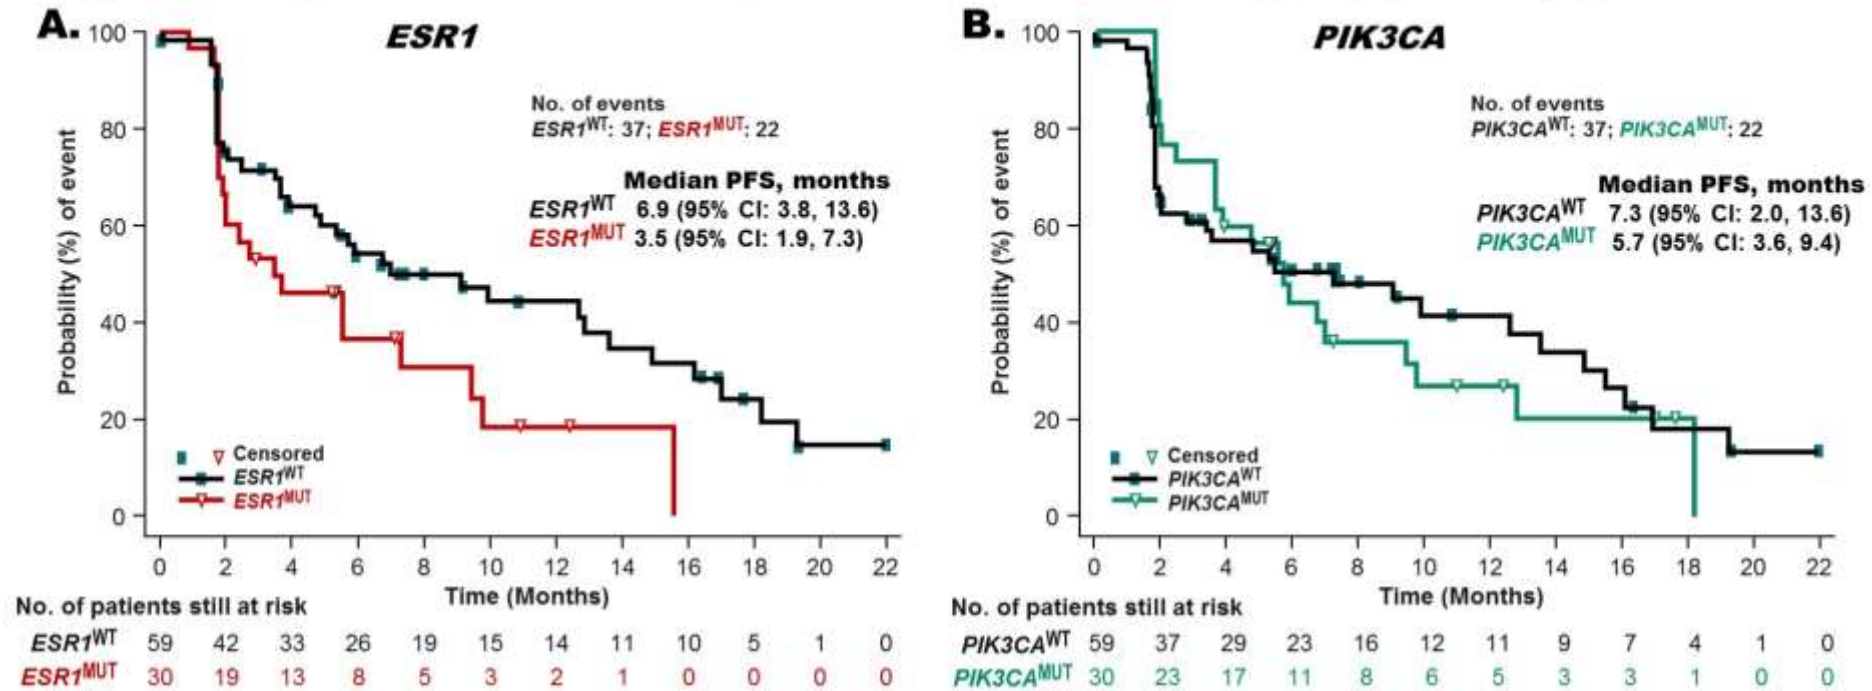 A. ESR1
100
80
60
40
20
0
Probability (%) of event
No. of events
ESR1WT: 37; ESR1MUT: 22
Median PFS, months
ESR1WT 6.9 (95% CI: 3.8, 13.6)
ESR1MUT 3.5 (95% CI: 1.9, 7.3)
Censored
ESR1WT
ESR1MUT
0 2 4 6 8 10 12 14 16 18 20 22
Time (Months)
No. of patients still at risk
ESR1WT 59 42 33 26 19 15 14 11 10 5 1 0
ESR1MUT 30 19 13 8 5 3 2 1 0 0 0 0
B. PIK3CA
100
80
60
40
20
0
Probability (%) of event
No. of events
PIK3CAWT: 37; PIK3CAMUT: 22
Median PFS, months
PIK3CAWT 7.3 (95% CI: 2.0, 13.6)
PIK3CAMUT 5.7 (95% CI: 3.6, 9.4)
Censored
PIK3CAWT
PIK3CAMUT
0 2 4 6 8 10 12 14 16 18 20 22
Time (Months)
No. of patients still at risk
PIK3CAWT 59 37 29 23 16 12 11 9 7 4 1 0
PIK3CAMUT 30 23 17 11 8 6 5 3 3 1 0 0